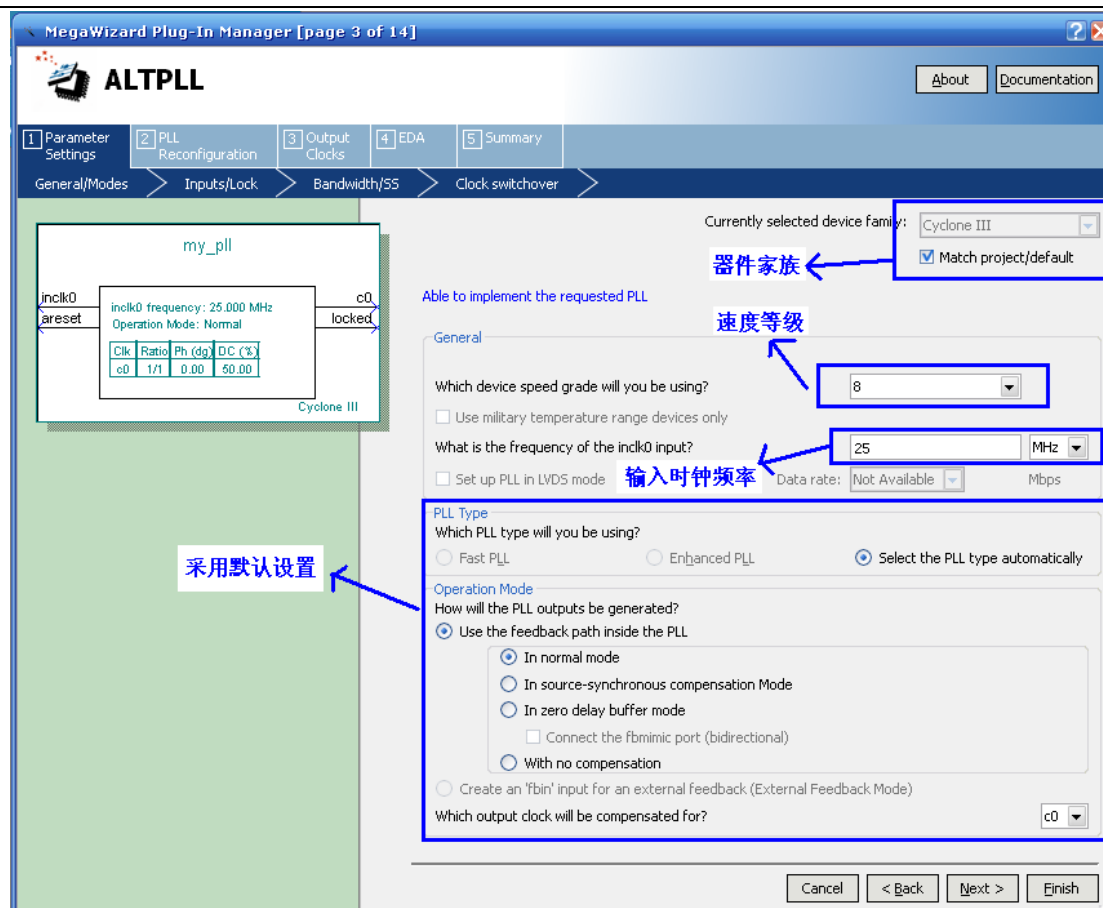 MegaWizard Plug-In Manager [page 3 of 14]
ALTPLL
About
Documentation
1 Parameter Settings
2 PLL Reconfiguration
3 Output Clocks
4 EDA
5 Summary
General/Modes
Inputs/Lock
Bandwidth/SS
Clock switchover
my_pll
inclk0
areset
inclk0 frequency: 25.000 MHz
Operation Mode: Normal
Clk Ratio Ph (dg) DC (%)
c0 1/1 0.00 50.00
c0
locked
Cyclone III
Currently selected device family:
Cyclone III
Match project/default
器件家族
Able to implement the requested PLL
速度等级
General
Which device speed grade will you be using?
8
Use military temperature range devices only
What is the frequency of the inclk0 input?
25
MHz
Set up PLL in LVDS mode
输入时钟频率
Data rate:
Not Available
Mbps
PLL Type
Which PLL type will you be using?
Fast PLL
Enhanced PLL
Select the PLL type automatically
采用默认设置
Operation Mode
How will the PLL outputs be generated?
Use the feedback path inside the PLL
In normal mode
In source-synchronous compensation Mode
In zero delay buffer mode
Connect the fbmimic port (bidirectional)
With no compensation
Create an 'fbin' input for an external feedback (External Feedback Mode)
Which output clock will be compensated for?
c0
Cancel
< Back
Next >
Finish